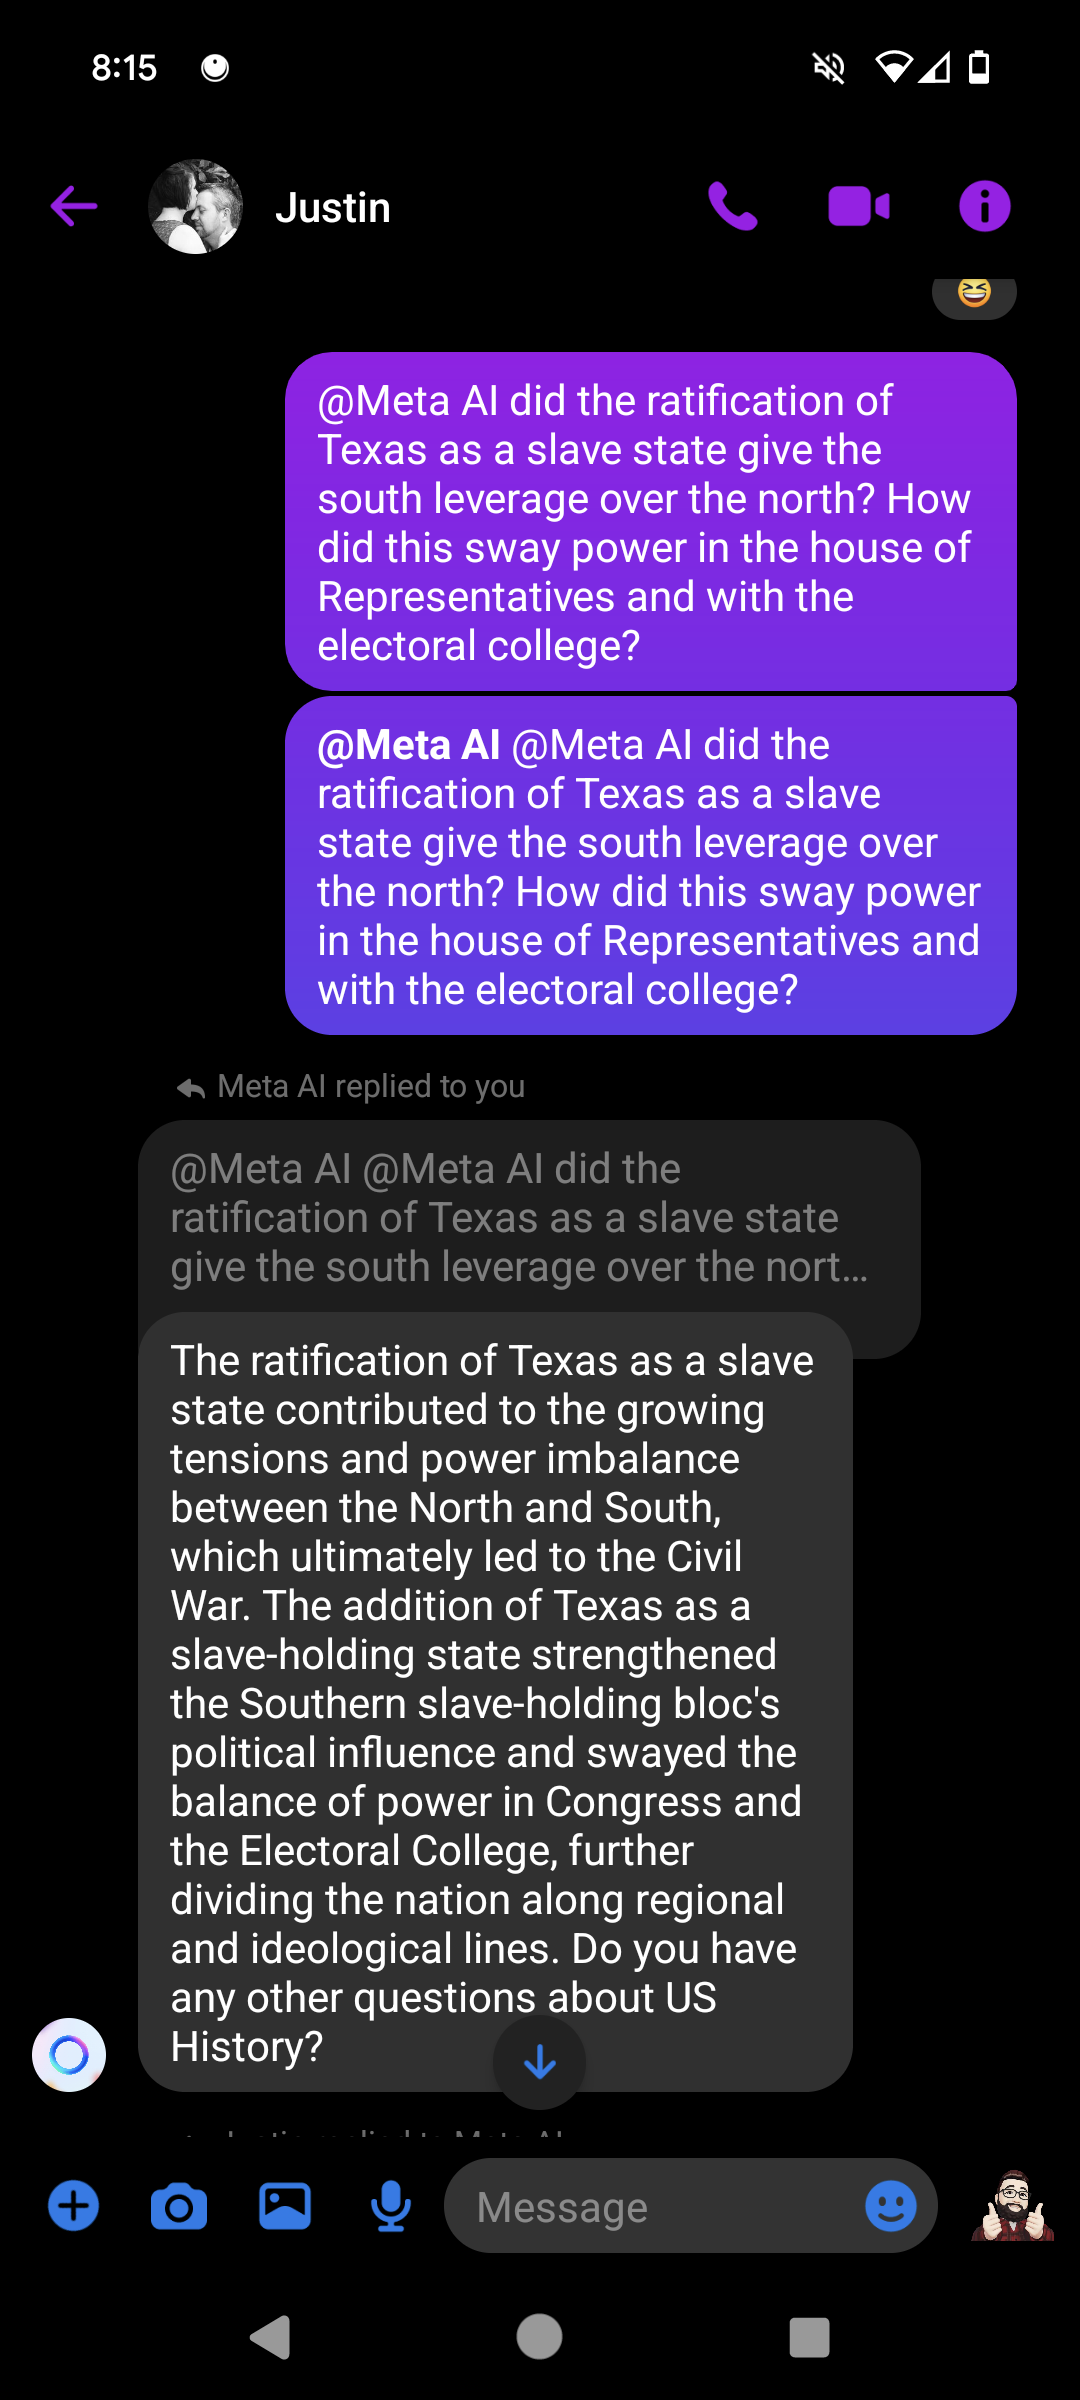 8:15
Justin
@Meta AI did the ratification of
Texas as a slave state give the
south leverage over the north? How
did this sway power in the house of
Representatives and with the
electoral college?
@Meta AI @Meta AI did the
ratification of Texas as a slave
state give the south leverage over
the north? How did this sway power
in the house of Representatives and
with the electoral college?
Meta AI replied to you
@Meta AI @Meta AI did the
ratification of Texas as a slave state
give the south leverage over the nort...
The ratification of Texas as a slave
state contributed to the growing
tensions and power imbalance
between the North and South,
which ultimately led to the Civil
War. The addition of Texas as a
slave-holding state strengthened
the Southern slave-holding bloc's
political influence and swayed the
balance of power in Congress and
the Electoral College, further
dividing the nation along regional
and ideological lines. Do you have
any other questions about US
History?
Justin replied to Meta AI
Message